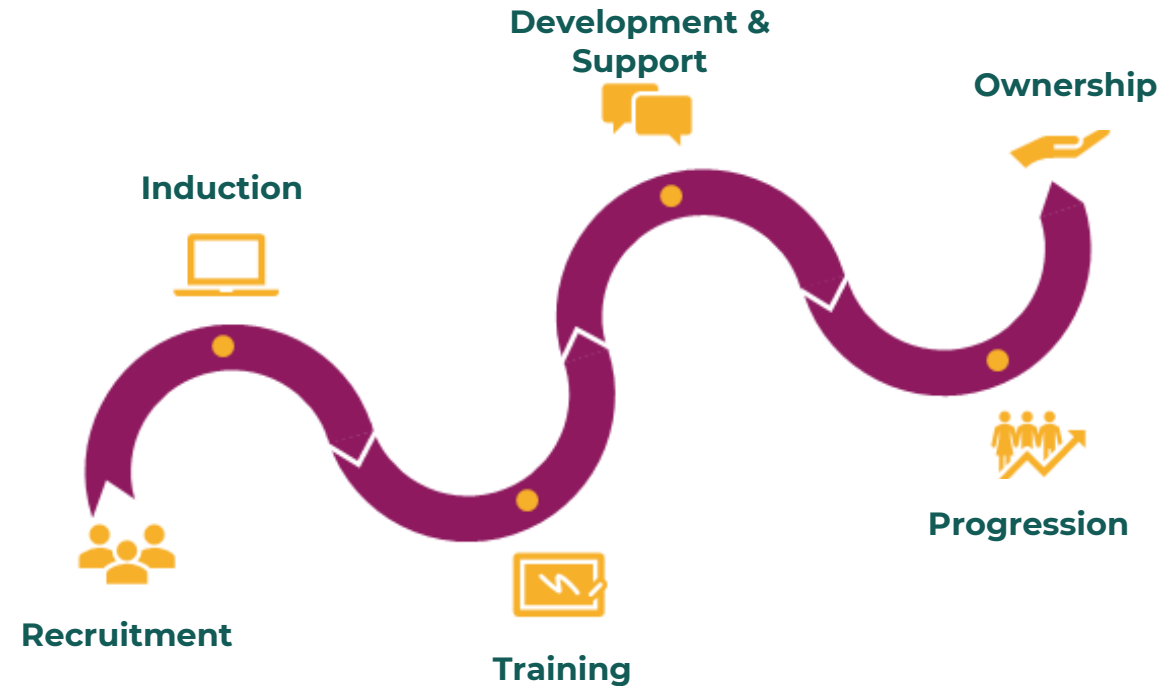 Development &
Support
Ownership
Induction
Progression
Recruitment
Training